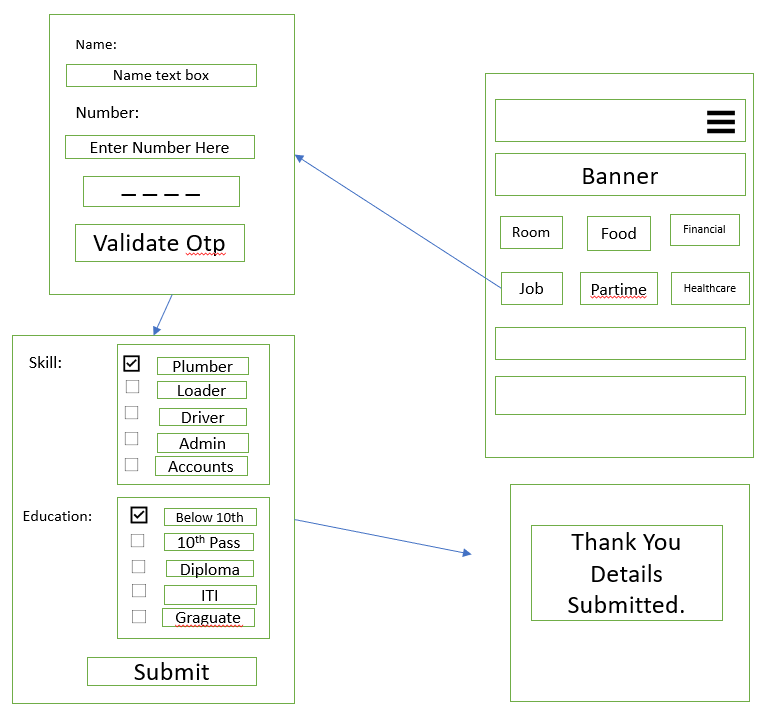 Name:
Name text box
Number:
Enter Number Here
_ _ _ _
Validate Otp
Banner
Room
Food
Financial
Job
Partime
Healthcare
Skill:
Plumber
Loader
Driver
Admin
Accounts
Education:
Below 10th
10th Pass
Diploma
ITI
Graguate
Submit
Thank You
Details
Submitted.